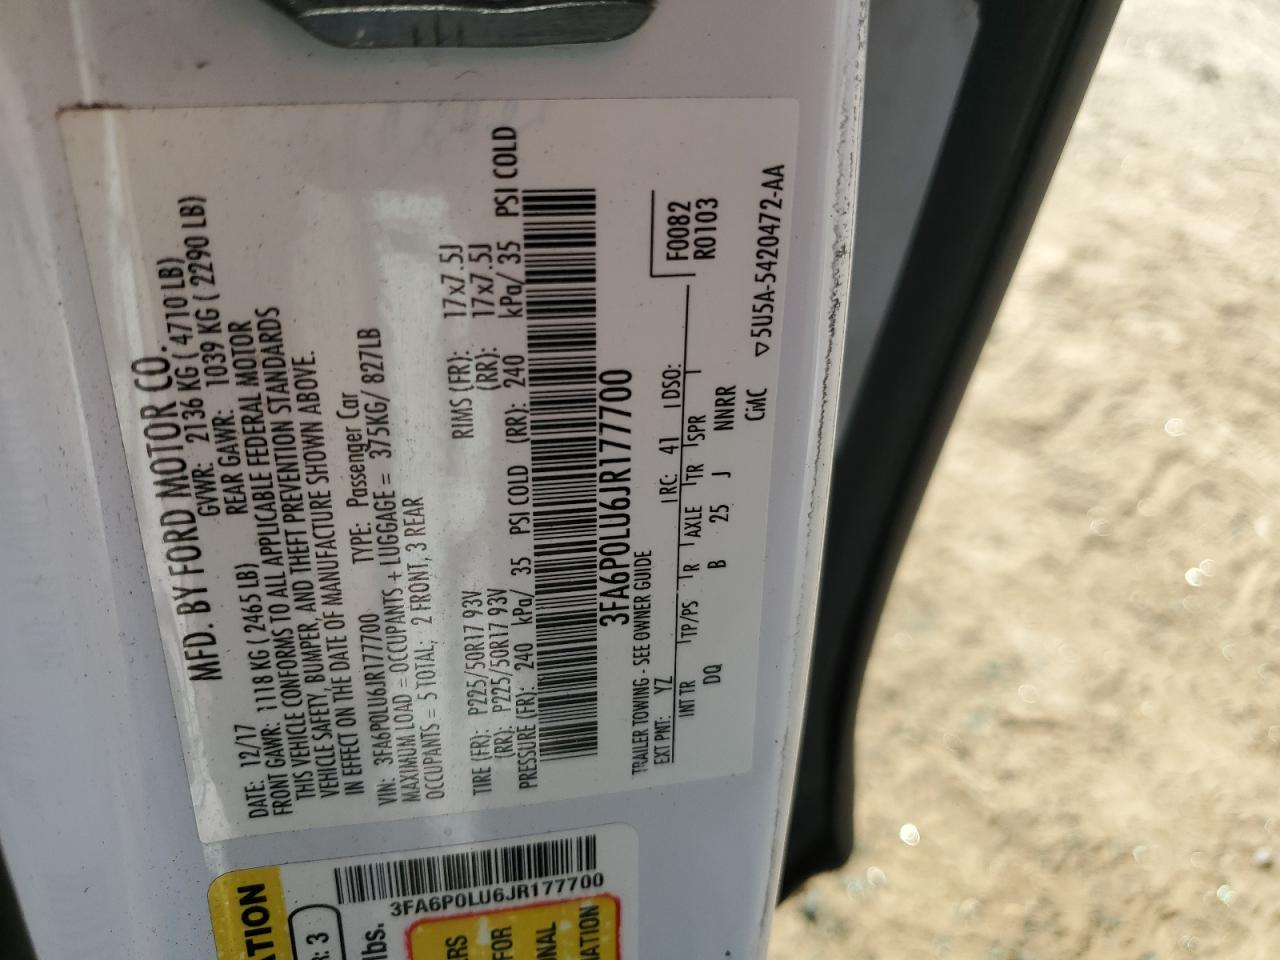 MFD. BY FORD MOTOR CO.
DATE: 12/17 GVWR: 2136 KG ( 4710 LB)
FRONT GAWR: 1118 KG ( 2465 LB) REAR GAWR: 1039 KG ( 2290 LB)
THIS VEHICLE CONFORMS TO ALL APPLICABLE FEDERAL MOTOR
VEHICLE SAFETY, BUMPER, AND THEFT PREVENTION STANDARDS
IN EFFECT ON THE DATE OF MANUFACTURE SHOWN ABOVE.
VIN: 3FA6P0LU6JR177700 TYPE: Passenger Car
MAXIMUM LOAD = OCCUPANTS + LUGGAGE = 375KG/ 827LB
OCCUPANTS = 5 TOTAL; 2 FRONT, 3 REAR
TIRE (FR): P225/50R17 93V RIMS (FR): 17x7.5J
(RR): P225/50R17 93V (RR): 17x7.5J
PRESSURE (FR): 240 kPa/ 35 PSI COLD (RR): 240 kPa/ 35 PSI COLD
3FA6P0LU6JR177700
F0082
R0103
TRAILER TOWING - SEE OWNER GUIDE
EXT PNT: YZ RC: 41 DSO:
INT TR TP/PS R AXLE TR SPR
DQ B 25 J NNRR
CiMC ▽5U5A-5420472-AA
3FA6P0LU6JR177700
ATION
R: 3
lbs.
ERS
FOR
ONAL
MATION